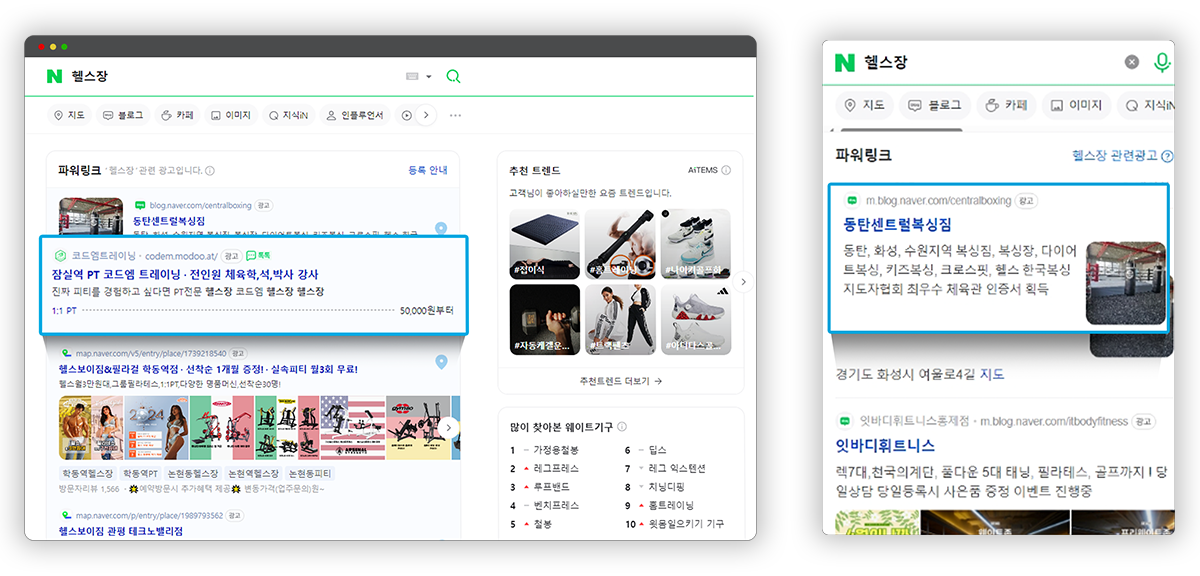 N 헬스장
지도 블로그 카페 이미지 지식iN 인플루언서
파워링크 '헬스장' 관련 광고입니다. 등록 안내
blog.naver.com/centralboxing 광고
동탄센트럴복싱짐
코드엠트레이닝 · codem.modoo.at/ 광고 톡톡
잠실역 PT 코드엠 트레이닝 · 전인원 체육학,석,박사 강사
진짜 피티를 경험하고 싶다면 PT전문 헬스장 코드엠 헬스장 헬스장
1:1 PT 50,000원부터
map.naver.com/v5/entry/place/1739218540 광고
헬스보이짐&필라걸 학동역점 · 선착순 1개월 증정! · 실속피티 월3회 무료!
헬스월3만원대,그룹필라테스,1:1PT,다양한 명품머신,선착순30명!
2024
학동역헬스장 학동역PT 논현동헬스장 논현역헬스장 논현동피티
방문자리뷰 1,566 · 예약방문시 추가혜택 제공 변동가격(업주문의)원~
map.naver.com/p/entry/place/1989793562 광고
헬스보이짐 관평 테크노밸리점
추천 트렌드 AiTEMS
고객님이 좋아하실만한 요즘 트렌드입니다.
#접이식 #홈트레이닝 #나이키골프화
#자동케겔운... #트랙팬츠 #아디다스골...
추천트렌드 더보기 →
많이 찾아본 웨이트기구
1 가정용철봉 6 딥스
2 레그프레스 7 레그 익스텐션
3 루프밴드 8 치닝디핑
4 벤치프레스 9 홈트레이닝
5 철봉 10 윗몸일으키기 기구
N 헬스장
지도 블로그 카페 이미지 지식iN
파워링크 헬스장 관련광고
m.blog.naver.com/centralboxing 광고
동탄센트럴복싱짐
동탄, 화성, 수원지역 복싱짐, 복싱장, 다이어
트복싱, 키즈복싱, 크로스핏, 헬스 한국복싱
지도자협회 최우수 체육관 인증서 획득
경기도 화성시 여울로4길 지도
잇바디휘트니스홍제점 · m.blog.naver.com/itbodyfitness 광고
잇바디휘트니스
렉7대,천국의계단, 풀다운 5대 태닝, 필라테스, 골프까지 I 당
일상담 당일등록시 사은품 증정 이벤트 진행중